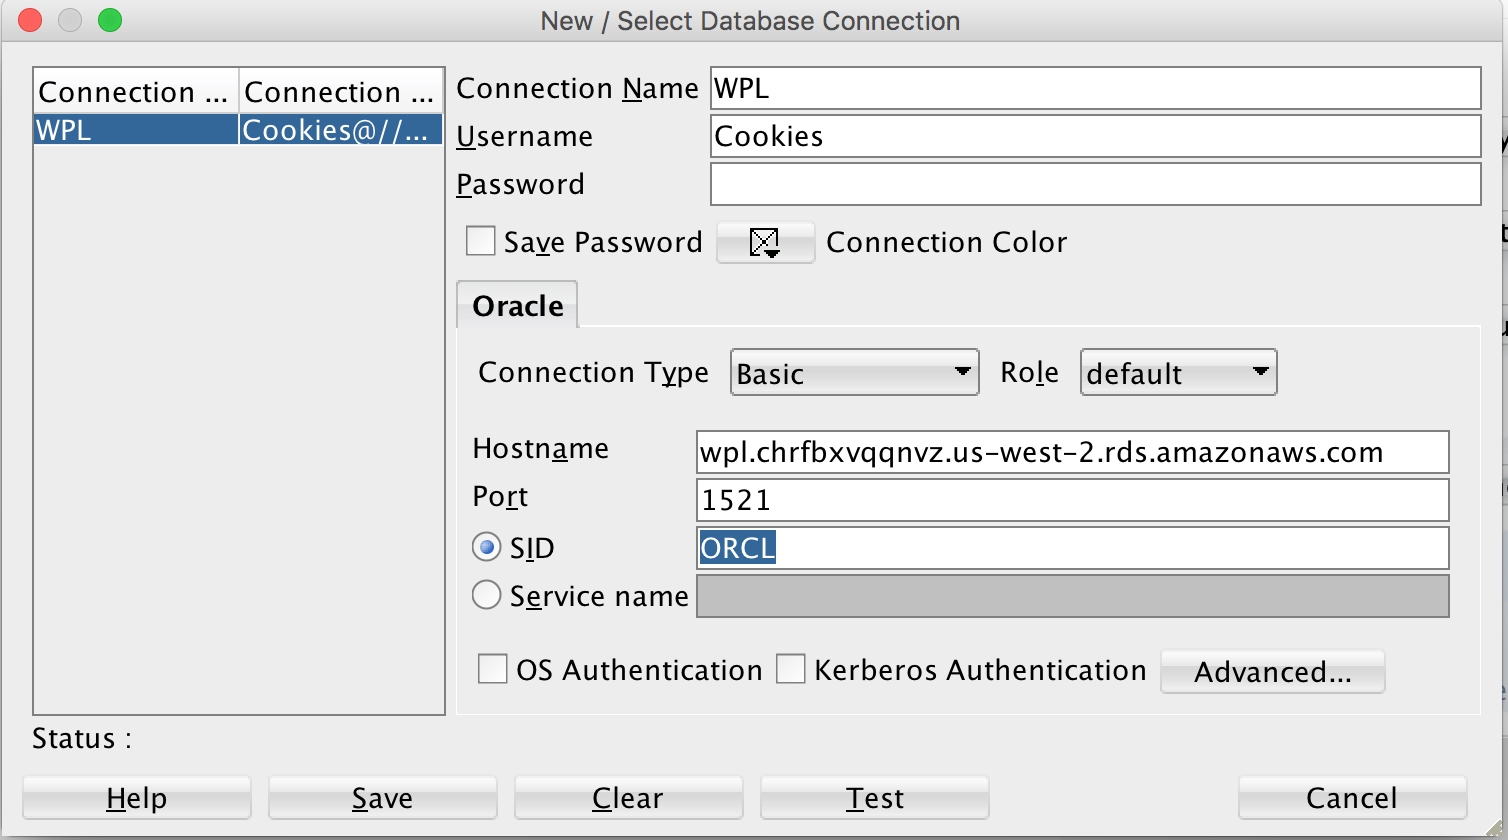 New / Select Database Connection
Connection ... Connection ...
WPL Cookies@//...
Connection Name WPL
Username Cookies
Password
Save Password Connection Color
Oracle
Connection Type Basic Role default
Hostname wpl.chrfbxvqqnvz.us-west-2.rds.amazonaws.com
Port 1521
SID ORCL
Service name
OS Authentication Kerberos Authentication Advanced...
Status :
Help Save Clear Test Cancel